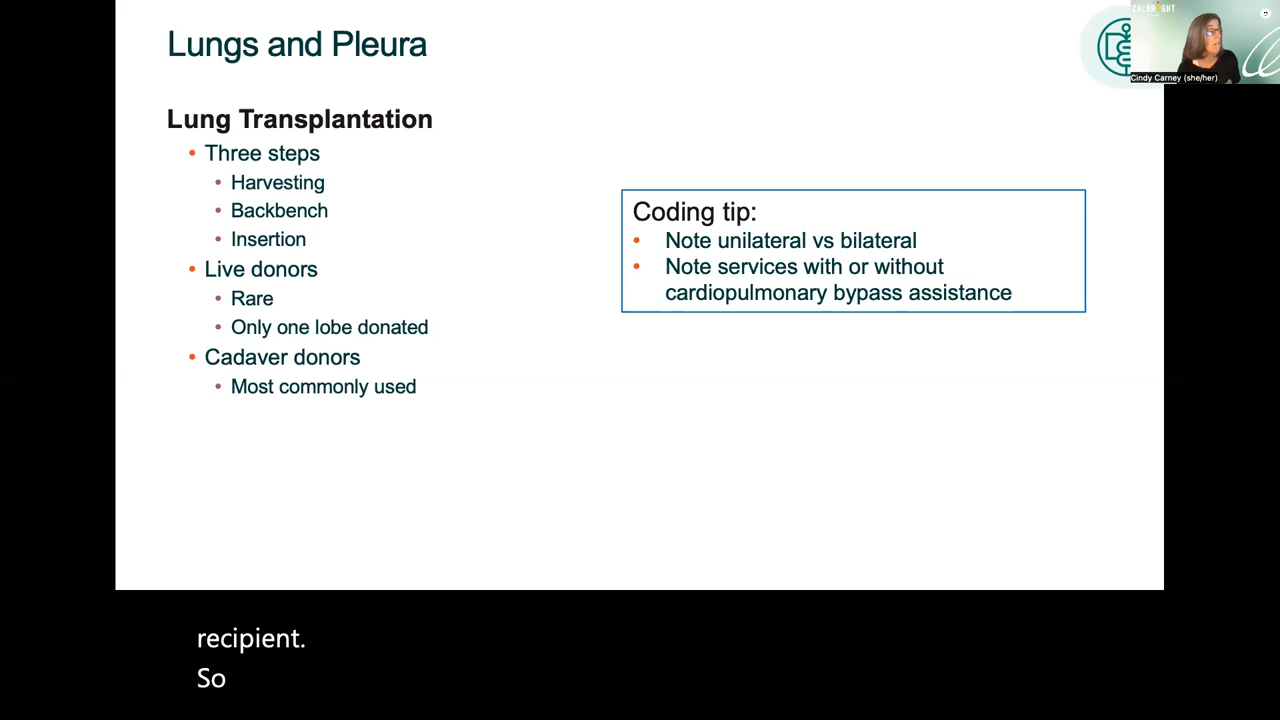 Lungs and Pleura
CALBRIGHT
Cindy Carney (she/her)
Lung Transplantation
• Three steps
• Harvesting
• Backbench
• Insertion
• Live donors
• Rare
• Only one lobe donated
• Cadaver donors
• Most commonly used
Coding tip:
• Note unilateral vs bilateral
• Note services with or without
cardiopulmonary bypass assistance
recipient.
So